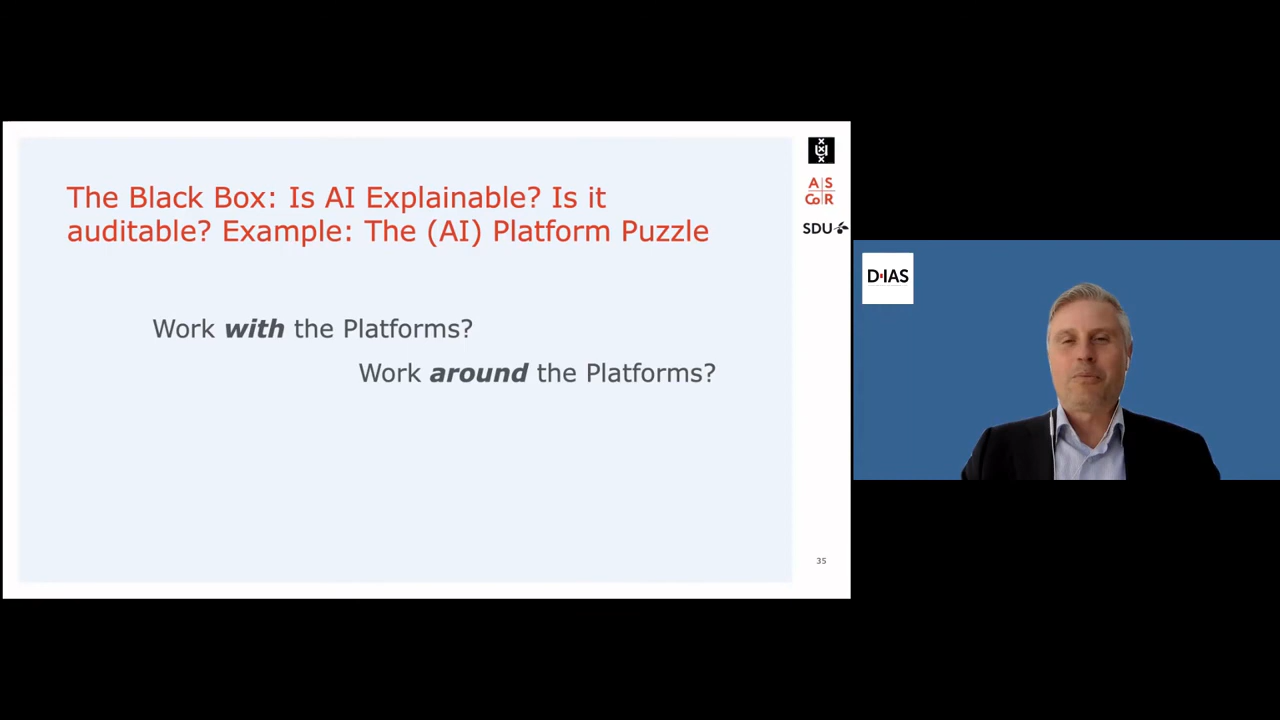 The Black Box: Is AI Explainable? Is it
auditable? Example: The (AI) Platform Puzzle
Work with the Platforms?
Work around the Platforms?
A|S
Co|R
SDU
35
D·IAS